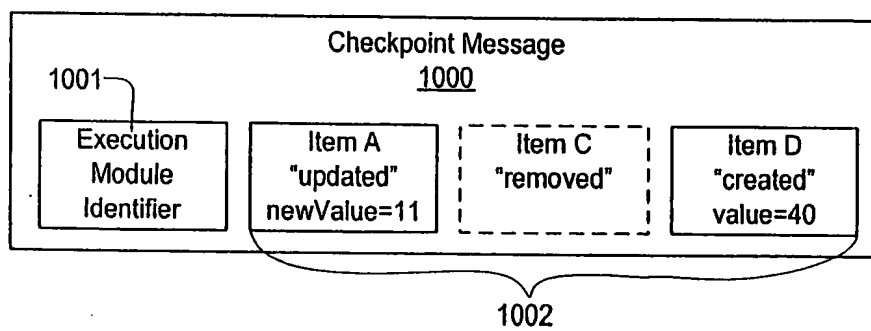 Checkpoint Message
1000
1001
Execution
Module
Identifier
Item A
"updated"
newValue=11
Item C
"removed"
Item D
"created"
value=40
1002